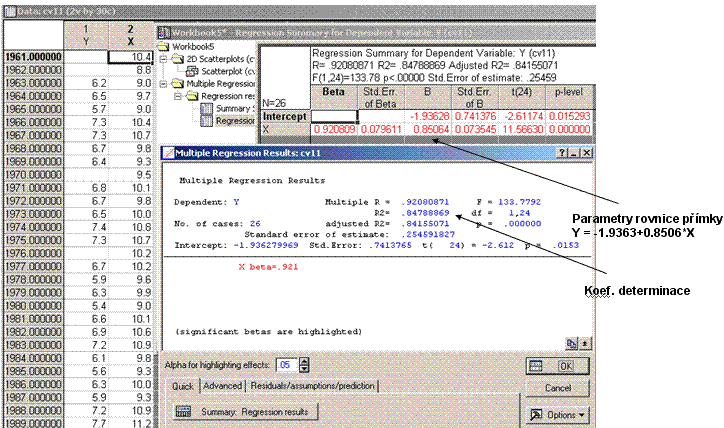 Data: cv11 (2v by 30c)
1 2
Y X
1961.000000 10.4
1962.000000 8.8
1963.000000 6.2 9.0
1964.000000 6.5 9.7
1965.000000 5.7 9.0
1966.000000 7.3 10.4
1967.000000 7.3 10.7
1968.000000 6.7 9.8
1969.000000 6.4 9.3
1970.000000 9.5
1971.000000 6.8 10.1
1972.000000 6.7 9.8
1973.000000 6.5 10.0
1974.000000 7.4 10.8
1975.000000 7.3 10.7
1976.000000 10.2
1977.000000 6.7 10.2
1978.000000 5.9 9.6
1979.000000 6.3 9.9
1980.000000 5.4 9.0
1981.000000 6.6 10.1
1982.000000 6.9 10.6
1983.000000 7.2 10.9
1984.000000 6.1 9.8
1985.000000 5.6 9.3
1986.000000 6.3 10.0
1987.000000 5.9 9.3
1988.000000 7.2 10.9
1989.000000 7.7 11.2
Workbook5* - Regression Summary for Dependent Variable: Y (cv11)
Workbook5
2D Scatterplots (cv
Scatterplot (cv
Multiple Regression
Regression res
Summary S
Regression
Regression Summary for Dependent Variable: Y (cv11)
R= .92080871 R2= .84788869 Adjusted R2= .84155071
F(1,24)=133.78 p<.00000 Std.Error of estimate: .25459
Beta Std.Err. B Std.Err. t(24) p-level
N=26 of Beta of B
Intercept -1.93628 0.741376 -2.61174 0.015293
X 0.920809 0.079611 0.85064 0.073545 11.56630 0.000000
Multiple Regression Results: cv11
Multiple Regression Results
Dependent: Y Multiple R = .92080871 F = 133.7792
R2= .84788869 df = 1,24
No. of cases: 26 adjusted R2= .84155071 p = .000000
Standard error of estimate: .254591827
Intercept: -1.936279969 Std.Error: .7413765 t( 24) = -2.612 p = .0153
X beta=.921
(significant betas are highlighted)
Alpha for highlighting effects: .05
OK
Quick Advanced Residuals/assumptions/prediction
Cancel
Summary: Regression results
Options
Parametry rovnice přímky
Y = -1.9363+0.8506*X
Koef. determinace